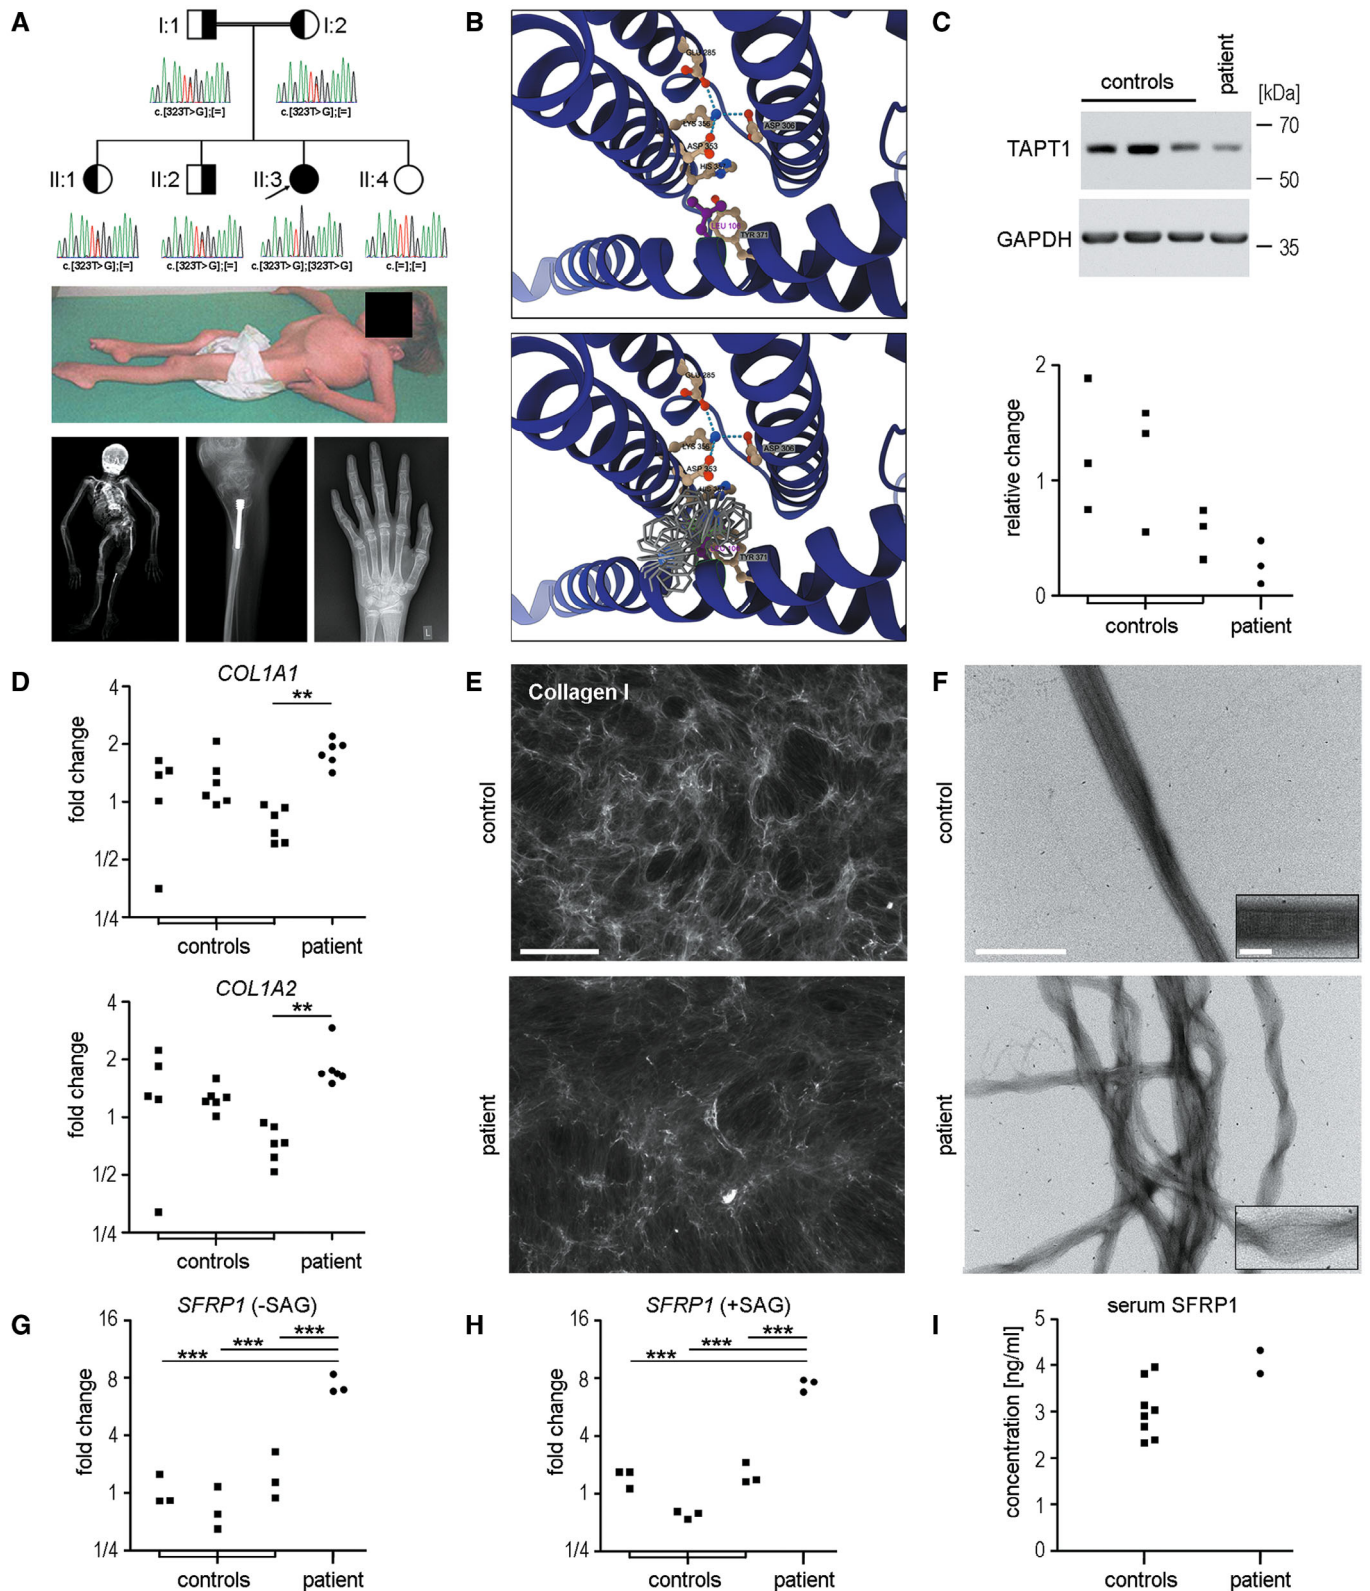 A
I:1
I:2
c.[323T>G];[=]
c.[323T>G];[=]
II:1
II:2
II:3
II:4
c.[323T>G];[=]
c.[323T>G];[=]
c.[323T>G];[323T>G]
c.[=];[=]
L
B
GLU 285
LYS 356
ASP 306
ASP 353
TYR 371
GLU 285
LYS 356
ASP 306
ASP 353
TYR 371
C
controls
patient
[kDa]
TAPT1
70
50
GAPDH
35
relative change
2
1
0
controls
patient
D
COL1A1
fold change
4
2
1
1/2
1/4
**
controls
patient
COL1A2
fold change
4
2
1
1/2
1/4
**
controls
patient
E
Collagen I
control
patient
F
control
patient
G
SFRP1 (-SAG)
fold change
16
8
4
1
1/4
***
***
***
controls
patient
H
SFRP1 (+SAG)
fold change
16
8
4
1
1/4
***
***
***
controls
patient
I
serum SFRP1
concentration [ng/ml]
5
4
3
2
1
0
controls
patient